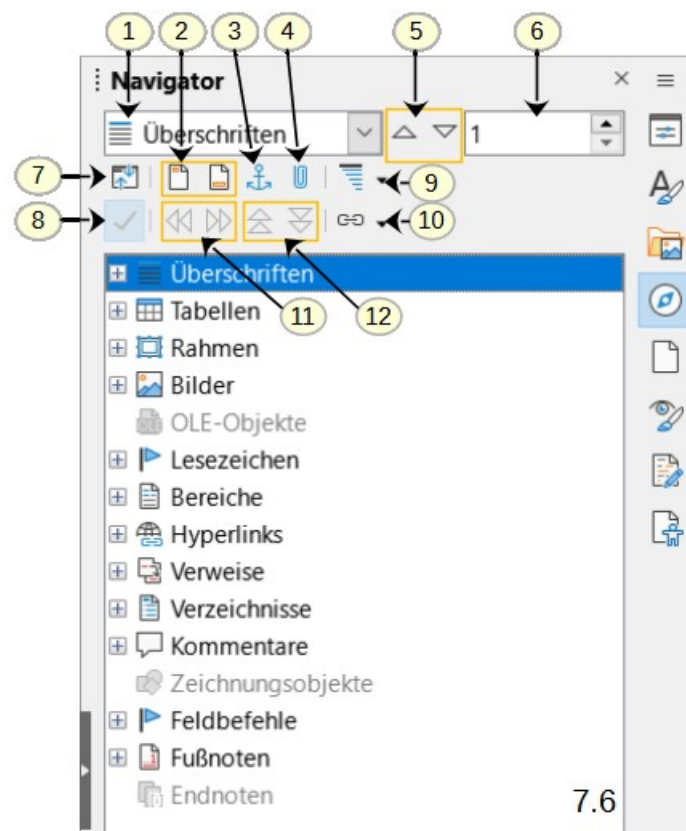 1 2 3 4 5 6
Navigator
Überschriften 1
7 9
8 10
Überschriften
Tabellen 11 12
Rahmen
Bilder
OLE-Objekte
Lesezeichen
Bereiche
Hyperlinks
Verweise
Verzeichnisse
Kommentare
Zeichnungsobjekte
Feldbefehle
Fußnoten
Endnoten 7.6